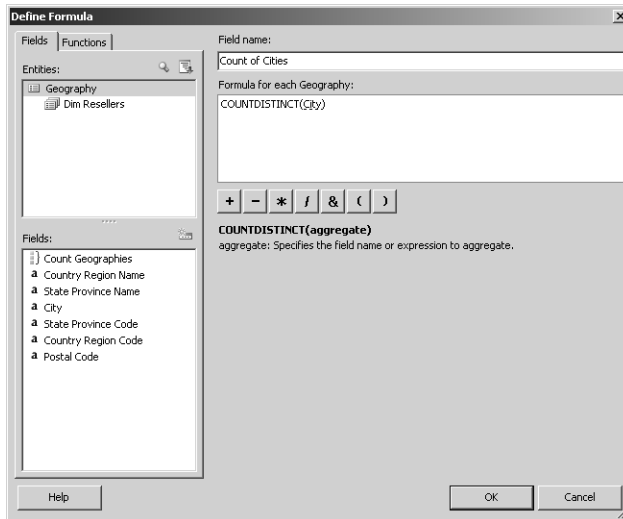 Define Formula
Fields
Functions
Entities:
Geography
Dim Resellers
Fields:
Count Geographies
a Country Region Name
a State Province Name
a City
a State Province Code
a Country Region Code
a Postal Code
Field name:
Count of Cities
Formula for each Geography:
COUNTDISTINCT(City)
+ - * / & ( )
COUNTDISTINCT(aggregate)
aggregate: Specifies the field name or expression to aggregate.
Help
OK
Cancel